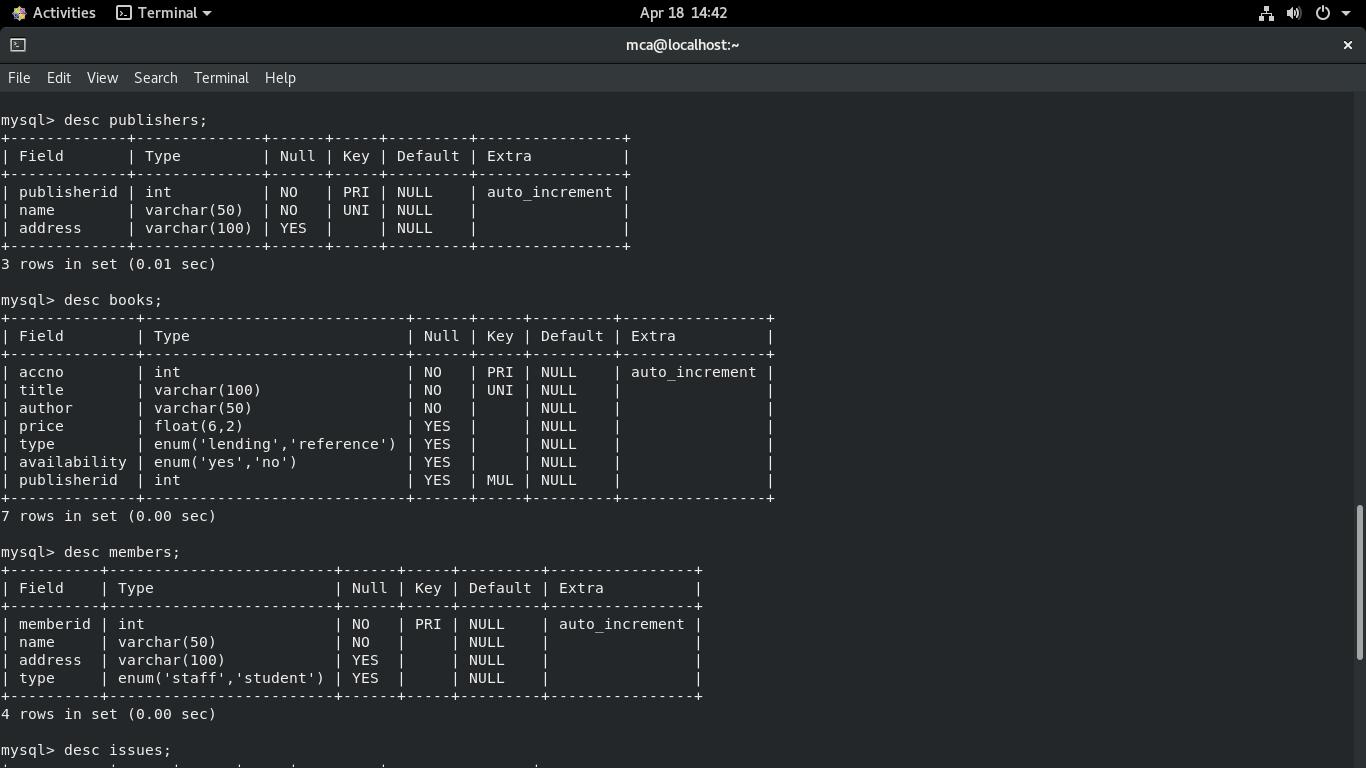 Activities Terminal Apr 18 14:42
mca@localhost:~
File Edit View Search Terminal Help
mysql> desc publishers;
+-------------+--------------+------+-----+---------+----------------+
| Field       | Type         | Null | Key | Default | Extra          |
+-------------+--------------+------+-----+---------+----------------+
| publisherid | int          | NO   | PRI | NULL    | auto_increment |
| name        | varchar(50)  | NO   | UNI | NULL    |                |
| address     | varchar(100) | YES  |     | NULL    |                |
+-------------+--------------+------+-----+---------+----------------+
3 rows in set (0.01 sec)
mysql> desc books;
+--------------+-----------------------------+------+-----+---------+----------------+
| Field        | Type                        | Null | Key | Default | Extra          |
+--------------+-----------------------------+------+-----+---------+----------------+
| accno        | int                         | NO   | PRI | NULL    | auto_increment |
| title        | varchar(100)                | NO   | UNI | NULL    |                |
| author       | varchar(50)                 | NO   |     | NULL    |                |
| price        | float(6,2)                  | YES  |     | NULL    |                |
| type         | enum('lending','reference') | YES  |     | NULL    |                |
| availability | enum('yes','no')            | YES  |     | NULL    |                |
| publisherid  | int                         | YES  | MUL | NULL    |                |
+--------------+-----------------------------+------+-----+---------+----------------+
7 rows in set (0.00 sec)
mysql> desc members;
+----------+-------------------------+------+-----+---------+----------------+
| Field    | Type                    | Null | Key | Default | Extra          |
+----------+-------------------------+------+-----+---------+----------------+
| memberid | int                     | NO   | PRI | NULL    | auto_increment |
| name     | varchar(50)             | NO   |     | NULL    |                |
| address  | varchar(100)            | YES  |     | NULL    |                |
| type     | enum('staff','student') | YES  |     | NULL    |                |
+----------+-------------------------+------+-----+---------+----------------+
4 rows in set (0.00 sec)
mysql> desc issues;